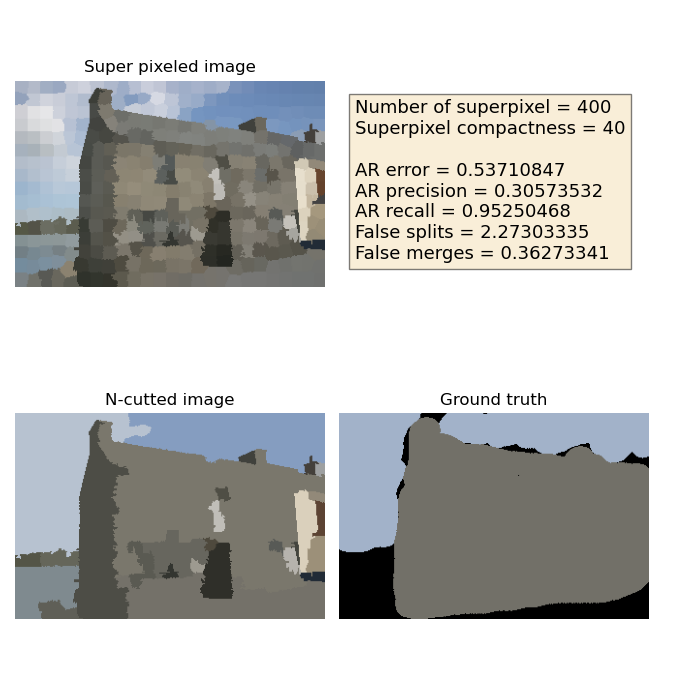 Super pixeled image
Number of superpixel = 400
Superpixel compactness = 40
AR error = 0.53710847
AR precision = 0.30573532
AR recall = 0.95250468
False splits = 2.27303335
False merges = 0.36273341
N-cutted image
Ground truth